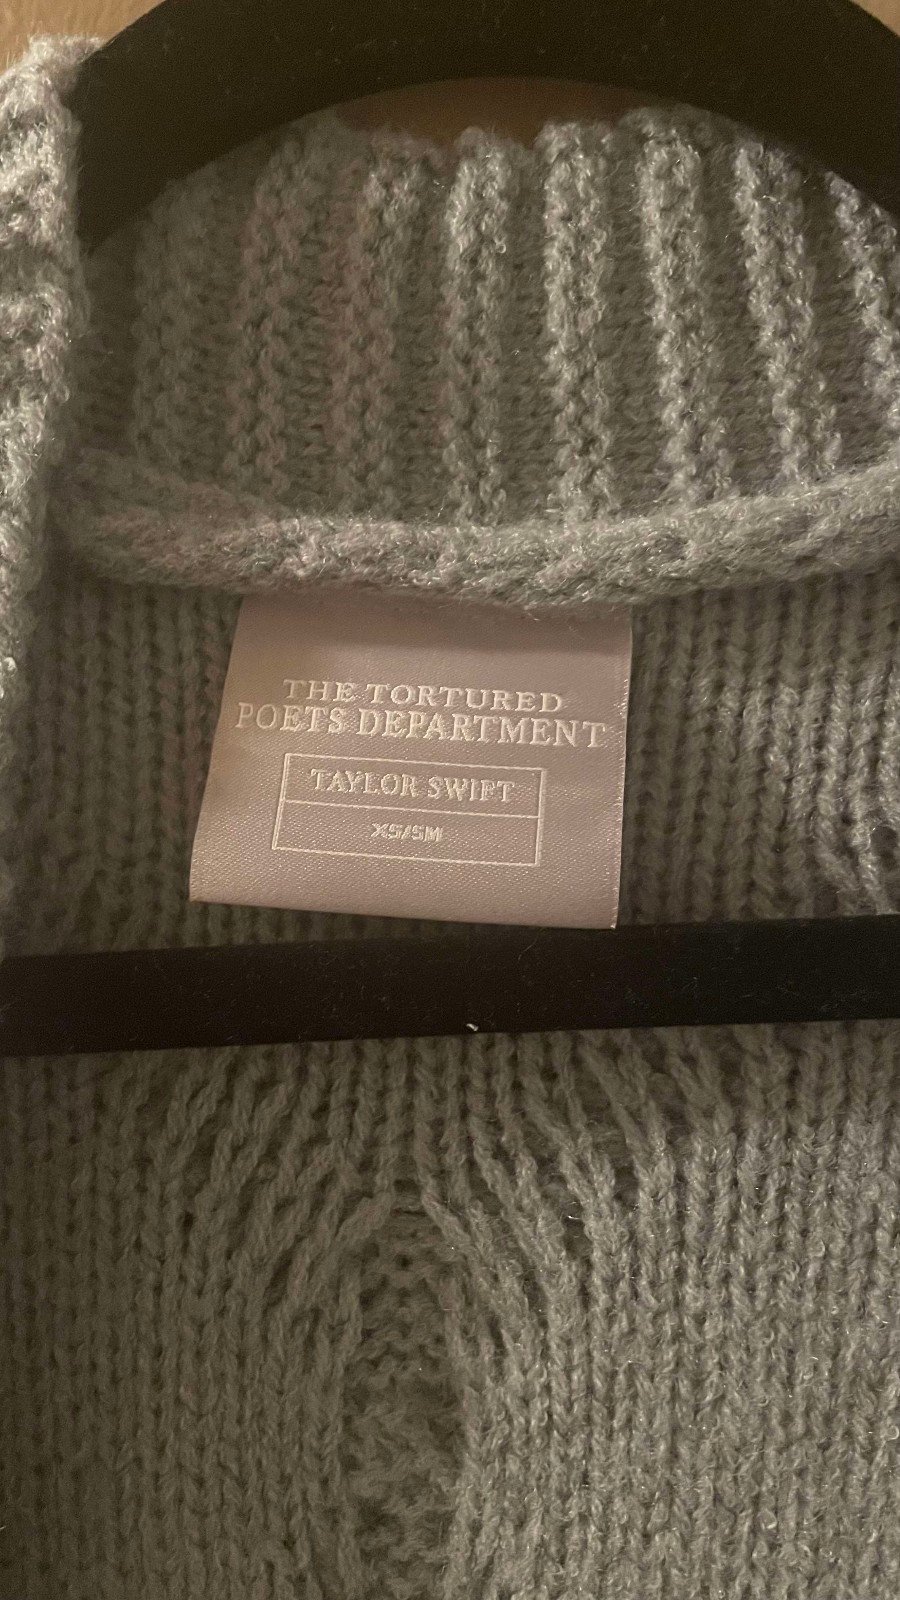 THE TORTURED
POETS DEPARTMENT
TAYLOR SWIFT
XS/SM